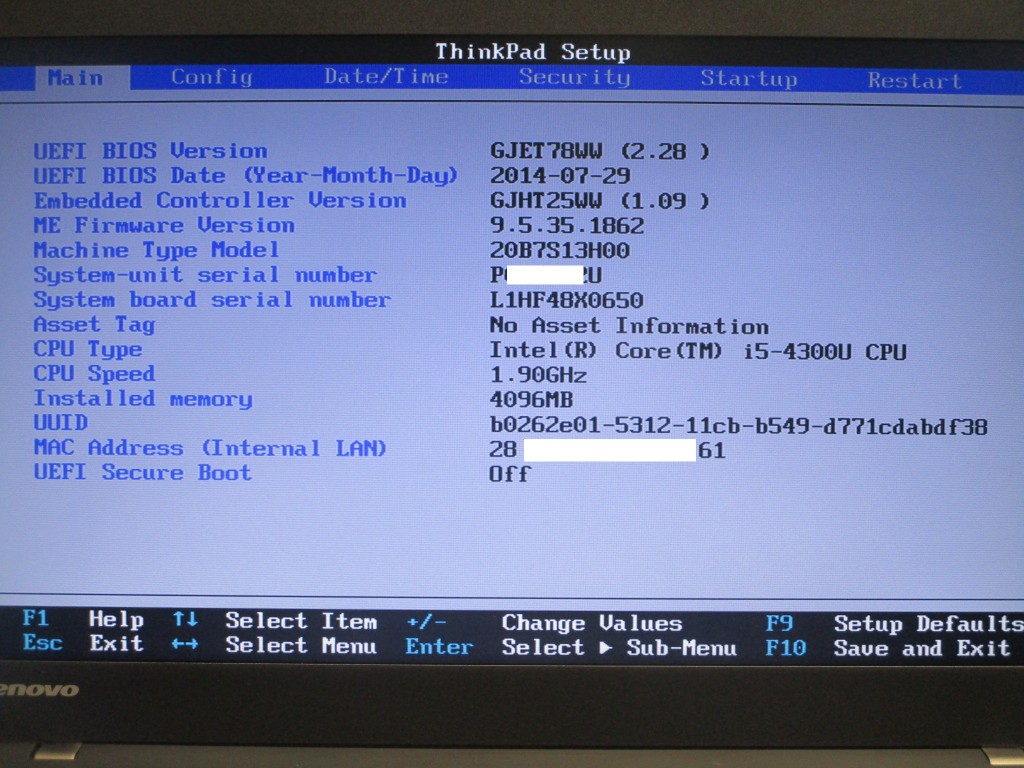 ThinkPad Setup
Main Config Date/Time Security Startup Restart
UEFI BIOS Version GJET78WW (2.28 )
UEFI BIOS Date (Year-Month-Day) 2014-07-29
Embedded Controller Version GJHT25WW (1.09 )
ME Firmware Version 9.5.35.1862
Machine Type Model 20B7S13H00
System-unit serial number P U
System board serial number L1HF48X0650
Asset Tag No Asset Information
CPU Type Intel(R) Core(TM) i5-4300U CPU
CPU Speed 1.90GHz
Installed memory 4096MB
UUID b0262e01-5312-11cb-b549-d771cdabdf38
MAC Address (Internal LAN) 28 61
UEFI Secure Boot Off
F1 Help ↑↓ Select Item +/- Change Values F9 Setup Defaults
Esc Exit ←→ Select Menu Enter Select ▶ Sub-Menu F10 Save and Exit
enovo